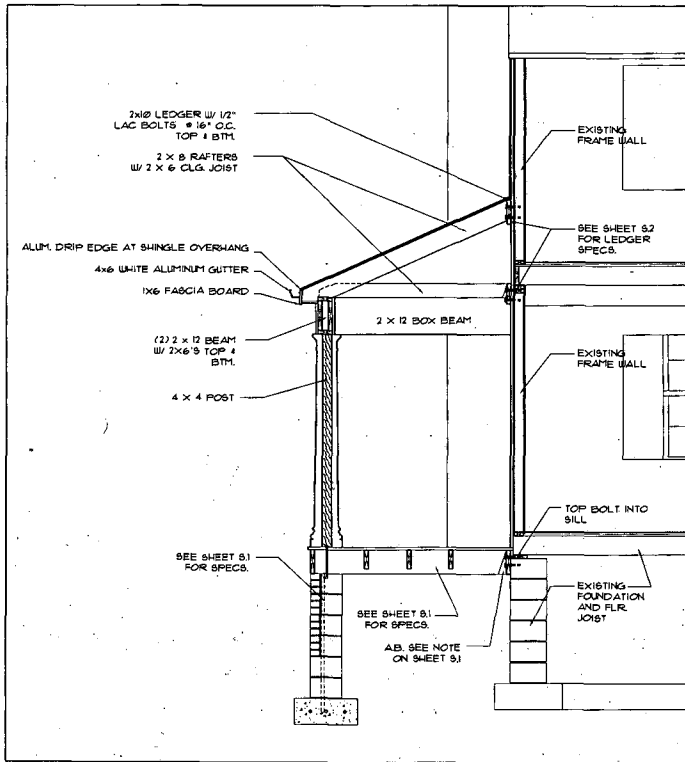 2x10 LEDGER W/ 1/2"
LAC BOLTS @ 16" O.C.
TOP & BTM.
2 X 8 RAFTERS
W/ 2 X 6 CLG. JOIST
ALUM. DRIP EDGE AT SHINGLE OVERHANG
4x6 WHITE ALUMINUM GUTTER
1X6 FASCIA BOARD
(2) 2 x 12 BEAM
W/ 2X6'S TOP &
BTM.
4 X 4 POST
SEE SHEET S.1
FOR SPECS.
2 X 12 BOX BEAM
SEE SHEET S.1
FOR SPECS.
A.B. SEE NOTE
ON SHEET S.1
EXISTING
FRAME WALL
SEE SHEET S.2
FOR LEDGER
SPECS.
EXISTING
FRAME WALL
TOP BOLT INTO
SILL
EXISTING
FOUNDATION
AND FLR.
JOIST